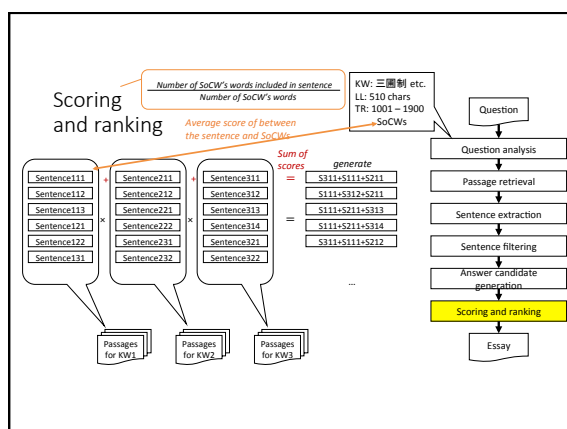 Number of SoCW's words included in sentence
Number of SoCW's words
Scoring
and ranking
Average score of between
the sentence and SoCWs
KW: 三圃制 etc.
LL: 510 chars
TR: 1001 – 1900
SoCWs
Sum of
scores
generate
Sentence111
Sentence112
Sentence113
Sentence121
Sentence122
Sentence131
+
×
Sentence211
Sentence212
Sentence221
Sentence222
Sentence231
Sentence232
+
×
Sentence311
Sentence312
Sentence313
Sentence314
Sentence321
Sentence322
=
=
S311+S111+S211
S111+S312+S211
S111+S211+S313
S111+S211+S314
S311+S111+S212
...
Passages
for KW1
Passages
for KW2
Passages
for KW3
Question
Question analysis
Passage retrieval
Sentence extraction
Sentence filtering
Answer candidate
generation
Scoring and ranking
Essay